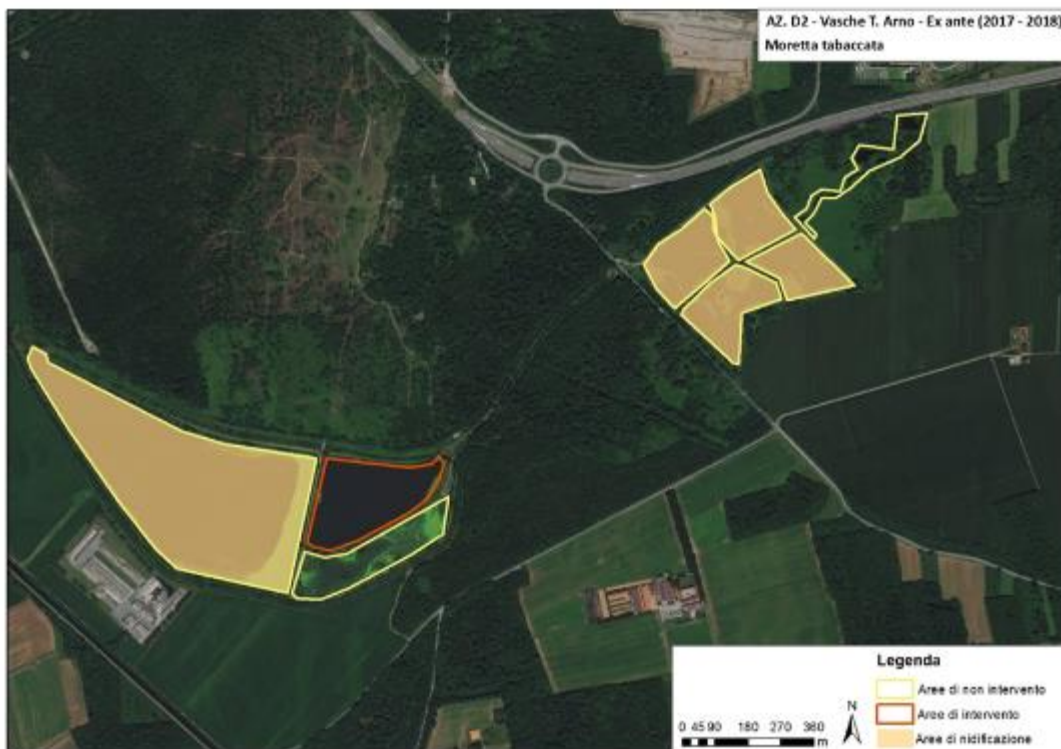 AZ. D2 - Vasche T. Arno - Ex ante (2017 - 2018)
Moretta tabaccata
Legenda
Aree di non intervento
Aree di intervento
Aree di nidificazione
0 45 90 180 270 360
m
N